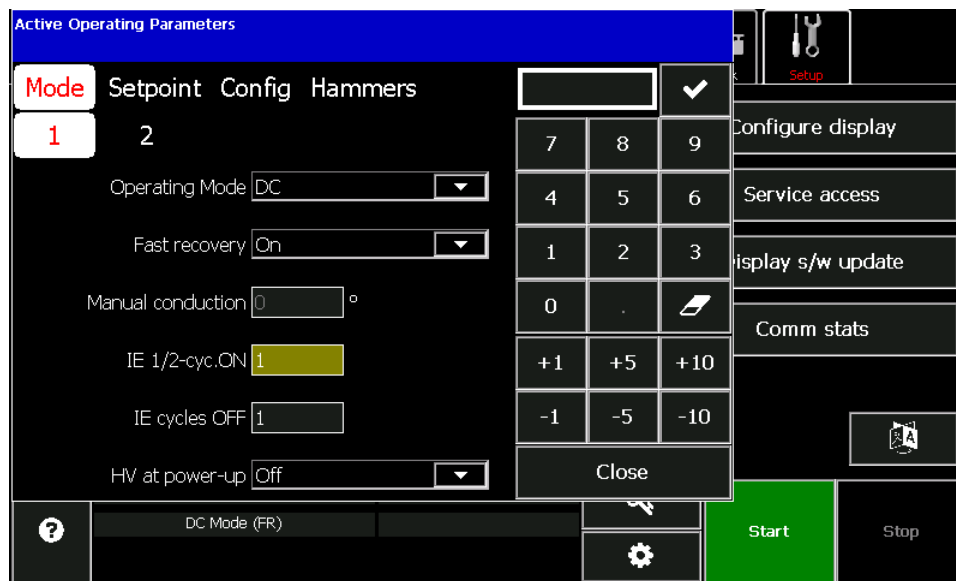 Active Operating Parameters
Setup
Mode Setpoint Config Hammers
1 2
7 8 9
Configure display
Operating Mode DC
4 5 6
Service access
Fast recovery On
1 2 3
isplay s/w update
Manual conduction 0 °
0 .
Comm stats
IE 1/2-cyc.ON 1
+1 +5 +10
IE cycles OFF 1
-1 -5 -10
HV at power-up Off
Close
DC Mode (FR)
Start Stop